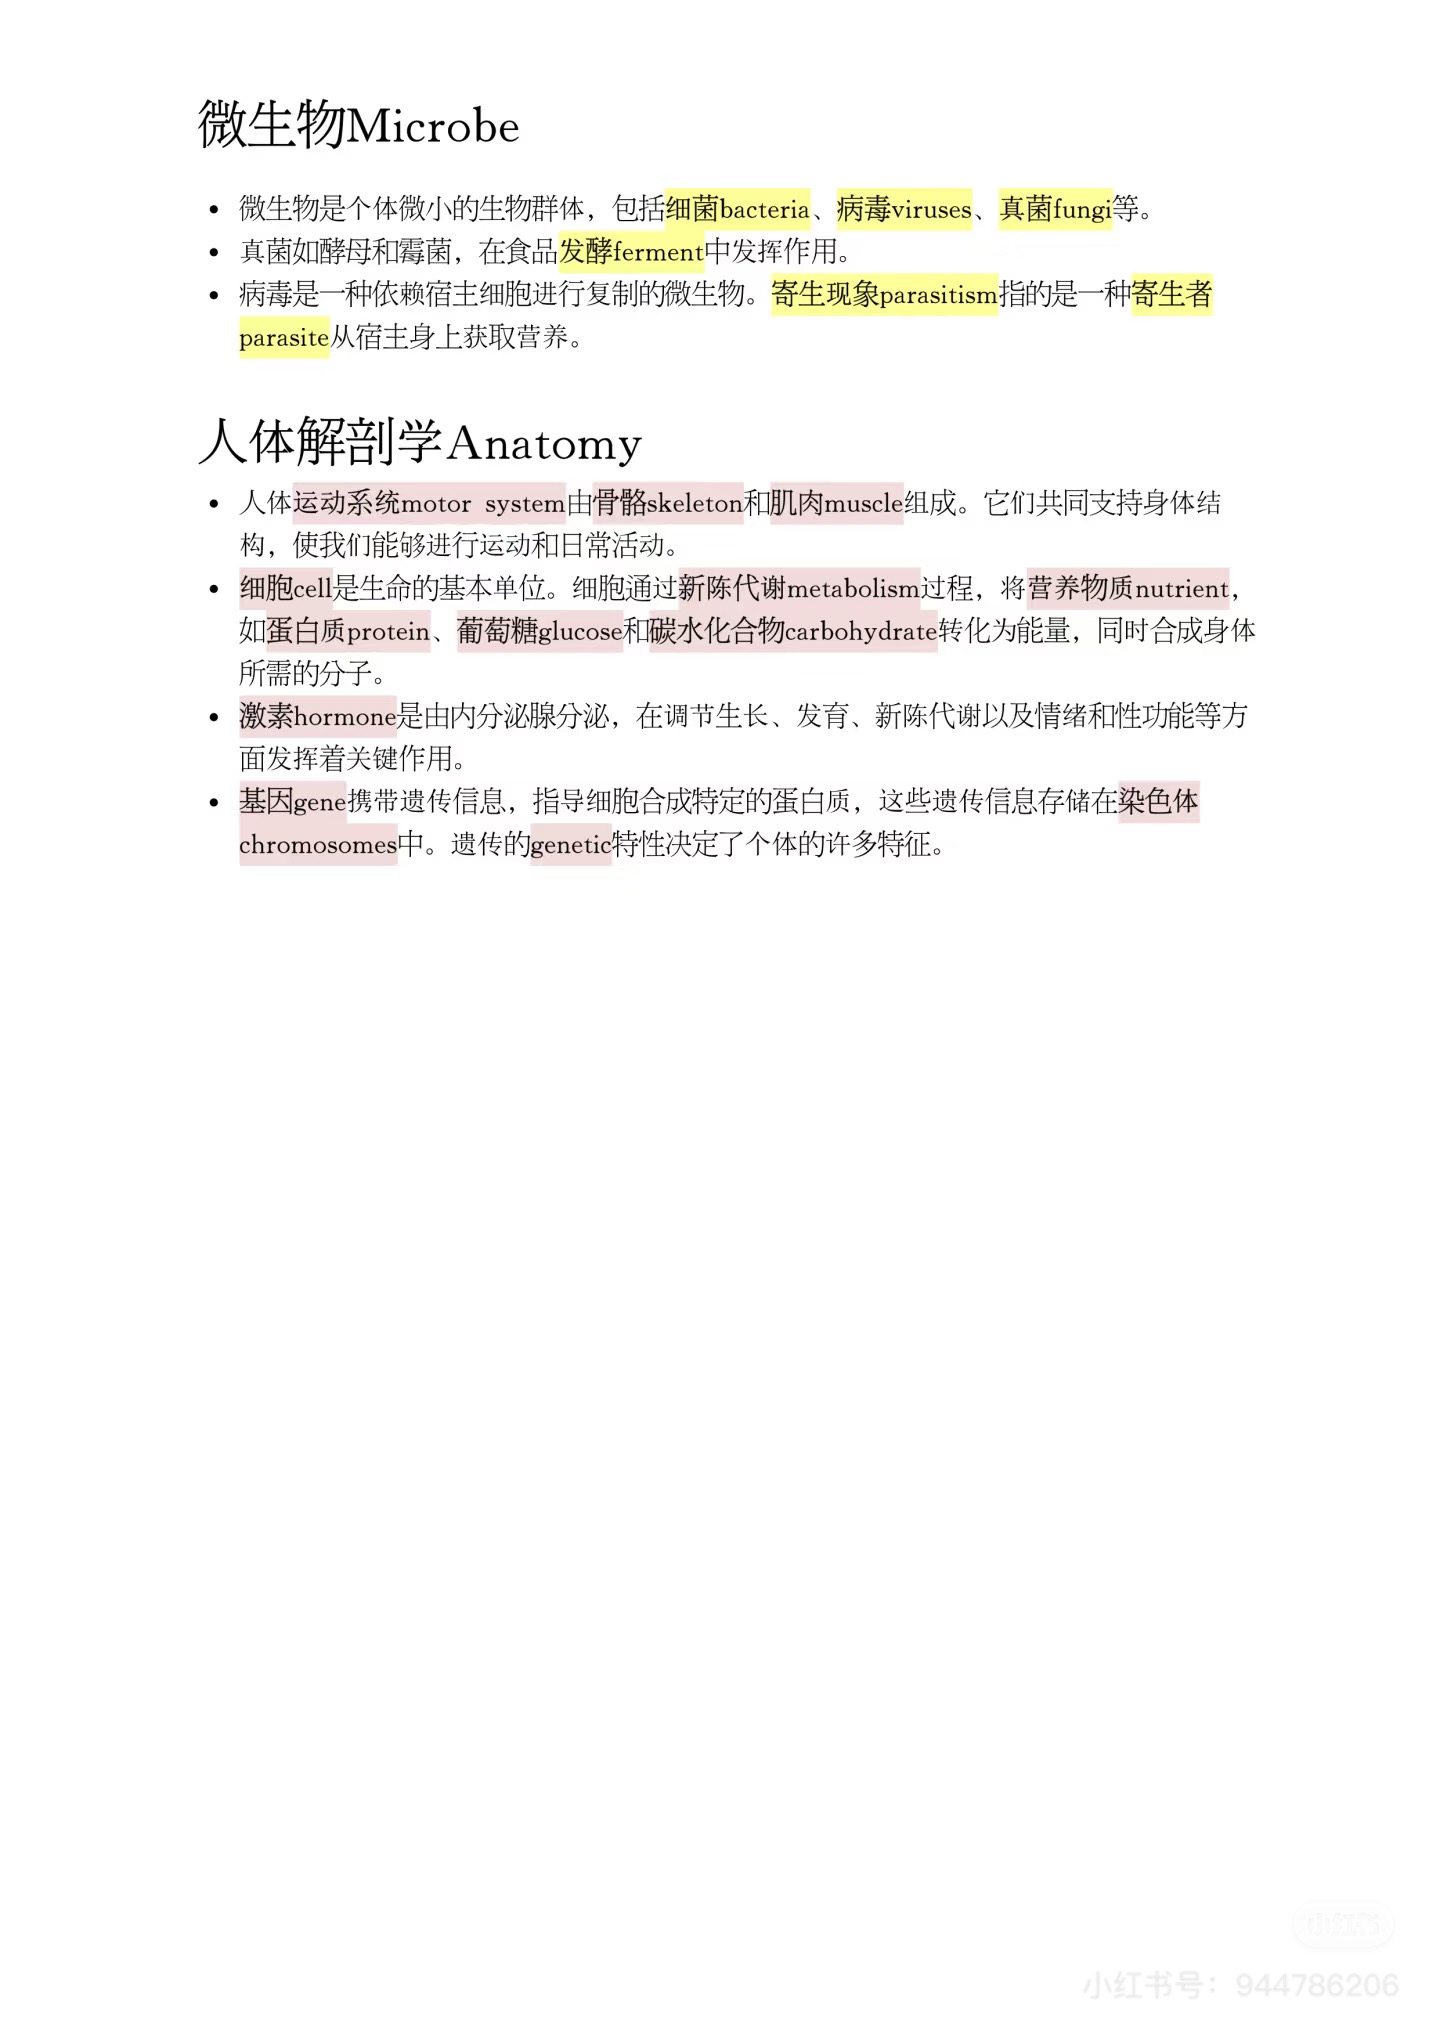 微生物Microbe
• 微生物是个体微小的生物群体，包括细菌bacteria、病毒viruses、真菌fungi等。
• 真菌如酵母和霉菌，在食品发酵ferment中发挥作用。
• 病毒是一种依赖宿主细胞进行复制的微生物。寄生现象parasitism指的是一种寄生者
parasite从宿主身上获取营养。
人体解剖学Anatomy
• 人体运动系统motor system由骨骼skeleton和肌肉muscle组成。它们共同支持身体结
构，使我们能够进行运动和日常活动。
• 细胞cell是生命的基本单位。细胞通过新陈代谢metabolism过程，将营养物质nutrient，
如蛋白质protein、葡萄糖glucose和碳水化合物carbohydrate转化为能量，同时合成身体
所需的分子。
• 激素hormone是由内分泌腺分泌，在调节生长、发育、新陈代谢以及情绪和性功能等方
面发挥着关键作用。
• 基因gene携带遗传信息，指导细胞合成特定的蛋白质，这些遗传信息存储在染色体
chromosomes中。遗传的genetic特性决定了个体的许多特征。
小红书
小红书号：944786206